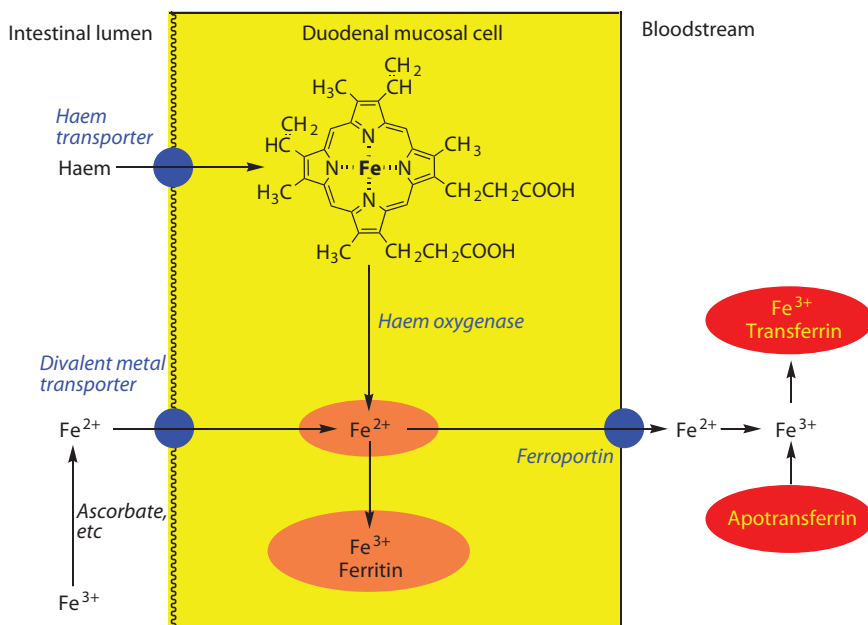 Intestinal lumen
Duodenal mucosal cell
Bloodstream
CH2
CH
H3C
CH3
Haem
transporter
CH2
HC
N
Haem
N
Fe
N
CH3
H3C
N
CH2CH2COOH
H3C
CH2CH2COOH
Haem oxygenase
Fe3+
Transferrin
Divalent metal
transporter
Fe2+
Fe2+
Fe2+
Fe3+
Ferroportin
Ascorbate,
etc
Apotransferrin
Fe3+
Ferritin
Fe3+